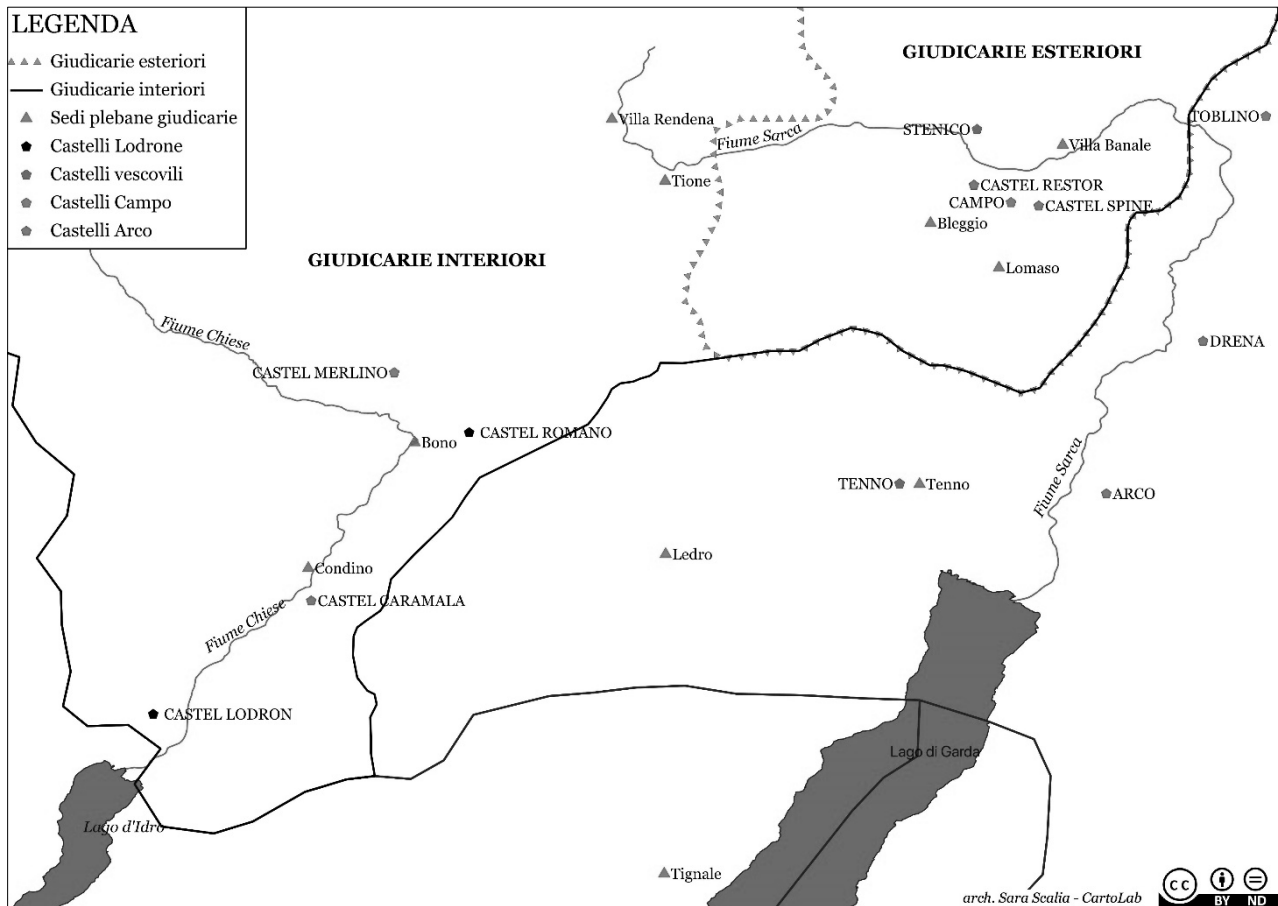 LEGENDA
Giudicarie esteriori
Giudicarie interiori
Sedi plebane giudicarie
Castelli Lodrone
Castelli vescovili
Castelli Campo
Castelli Arco
GIUDICARIE ESTERIORI
Villa Rendena
Fiume Sarca
STENICO
TOBLINO
Villa Banale
Tione
CASTEL RESTOR
CAMPO
CASTEL SPINE
Bleggio
GIUDICARIE INTERIORI
Lomaso
Fiume Chiese
DRENA
CASTEL MERLINO
CASTEL ROMANO
Bono
Fiume Sarca
TENNO
Tenno
ARCO
Ledro
Condino
CASTEL CARAMALA
Fiume Chiese
CASTEL LODRON
Lago di Garda
Lago d'Idro
Tignale
arch. Sara Scalia - CartoLab
cc
BY ND